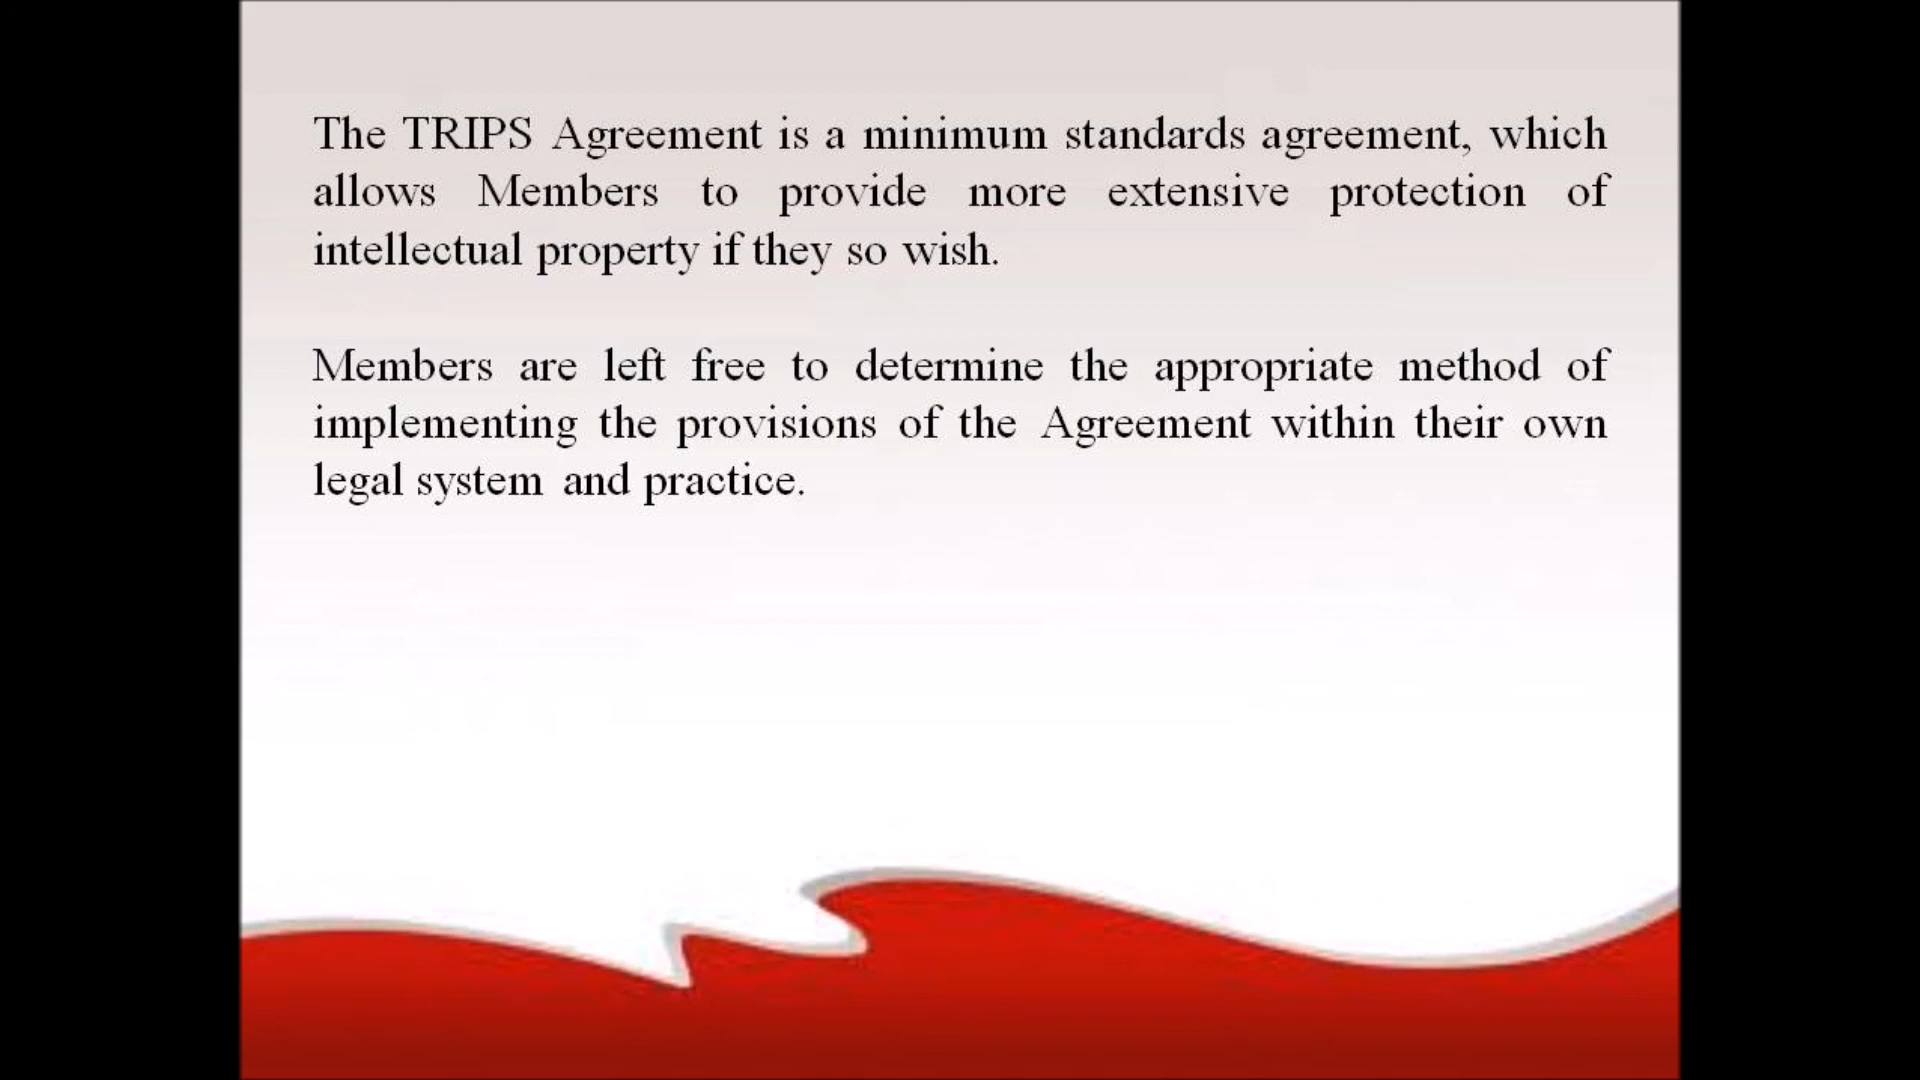 The TRIPS Agreement is a minimum standards agreement, which
allows Members to provide more extensive protection of
intellectual property if they so wish.
Members are left free to determine the appropriate method of
implementing the provisions of the Agreement within their own
legal system and practice.